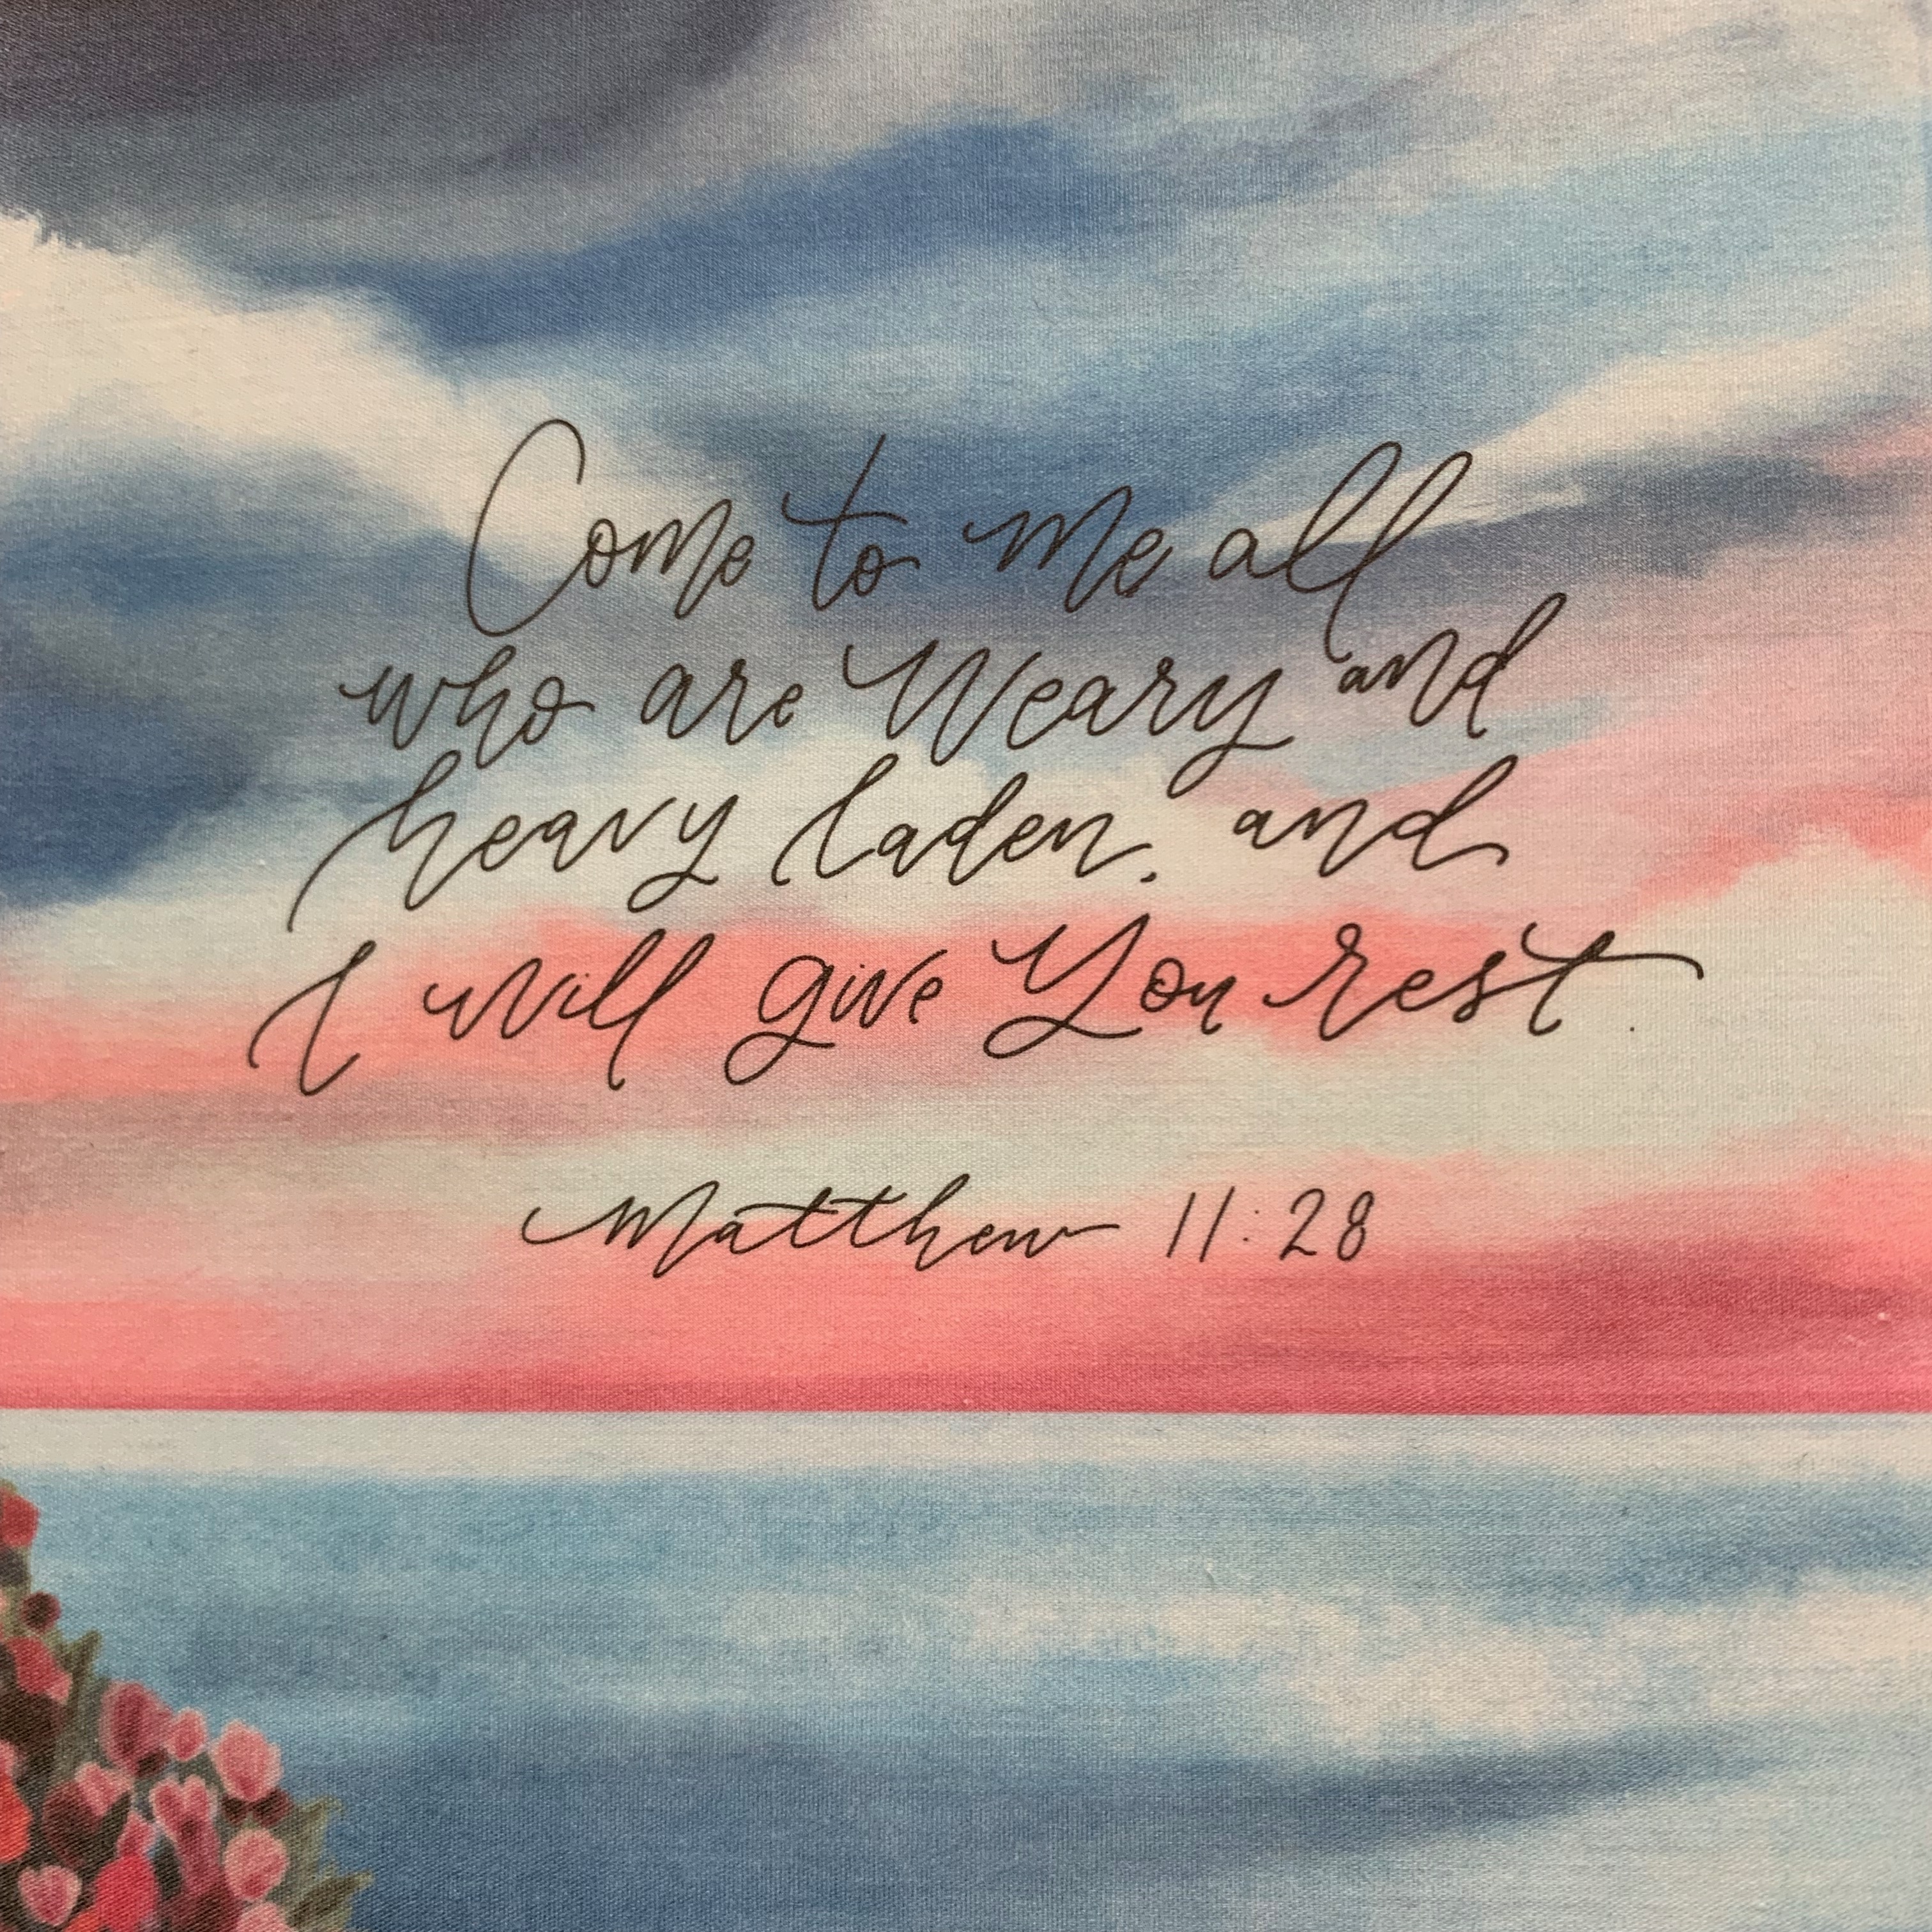 Come to me all
who are Weary and
heavy laden, and
I will give You rest.
Matthew 11:28